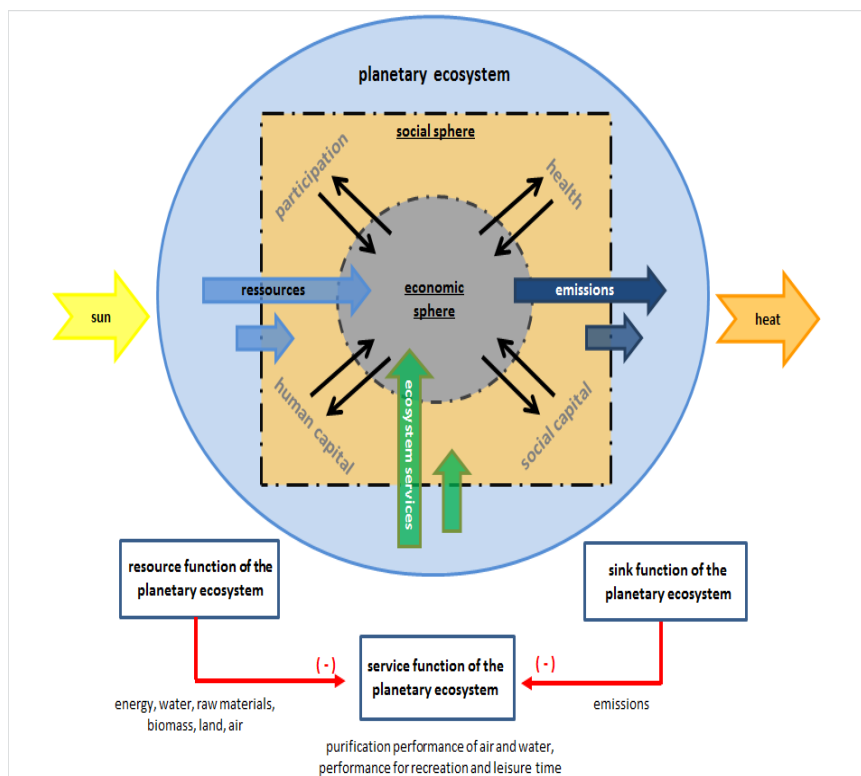 planetary ecosystem
social sphere
participation
health
ressources
economic
sphere
emissions
sun
heat
human capital
social capital
ecosystem services
resource function of the
planetary ecosystem
sink function of the
planetary ecosystem
( - )
(-)
service function of the
planetary ecosystem
energy, water, raw materials,
biomass, land, air
emissions
purification performance of air and water,
performance for recreation and leisure time